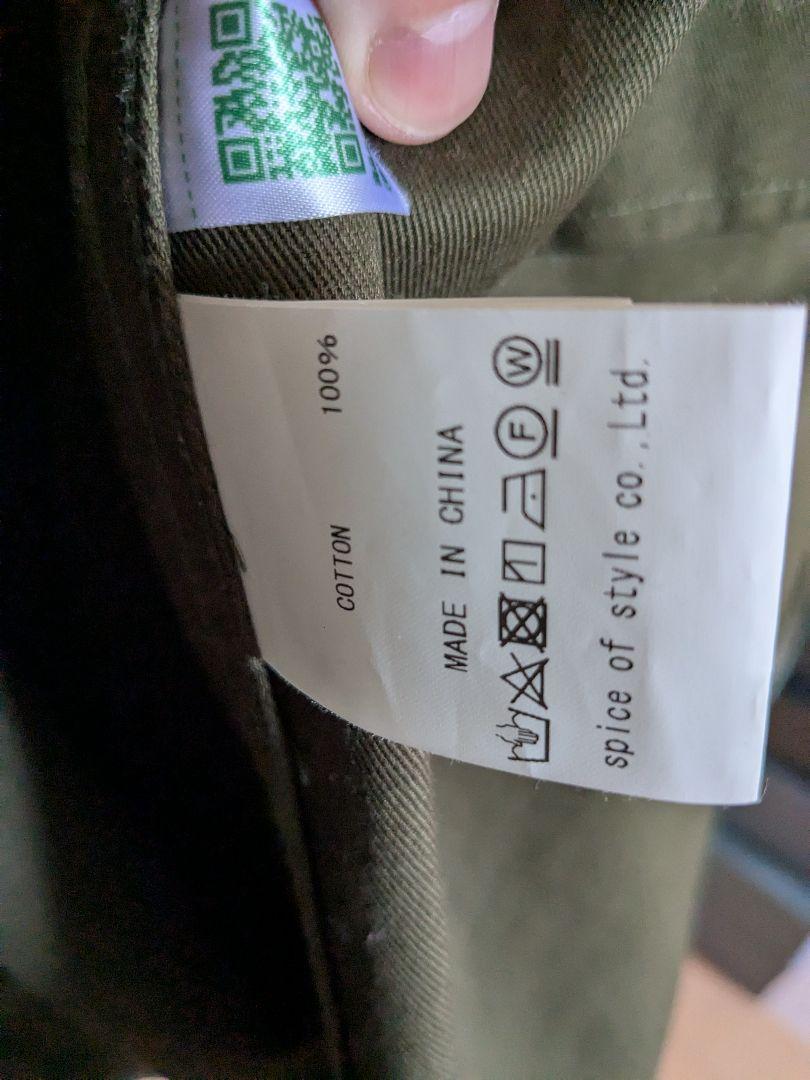 COTTON 100%
MADE IN CHINA
F W
spice of style co.,Ltd.